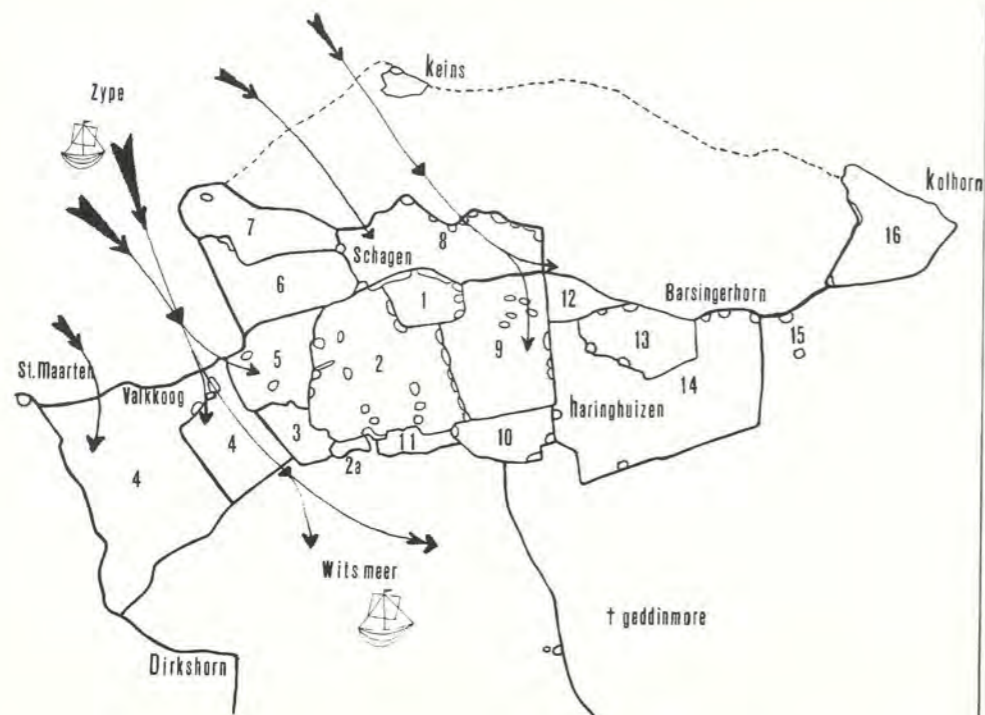 Keins
Zype
Kolhorn
7
8
16
Schagen
6
1
12
Barsingerhorn
13
15
5
2
9
St. Maarten
14
Valkkoog
haringhuizen
3
4
11
10
2a
4
Wits meer
† geddinmore
Dirkshorn